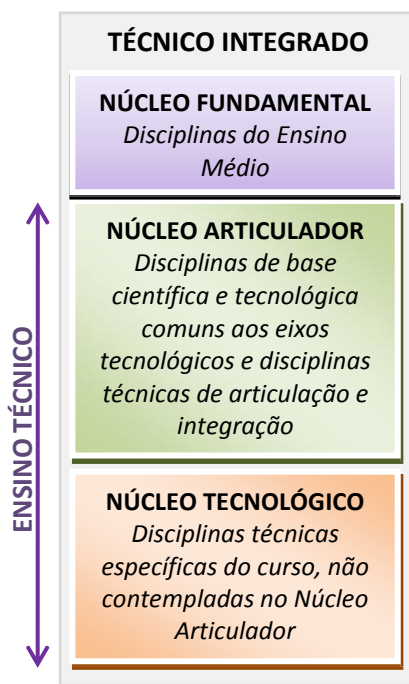 TÉCNICO INTEGRADO
NÚCLEO FUNDAMENTAL
Disciplinas do Ensino
Médio
NÚCLEO ARTICULADOR
Disciplinas de base
científica e tecnológica
comuns aos eixos
tecnológicos e disciplinas
técnicas de articulação e
integração
NÚCLEO TECNOLÓGICO
Disciplinas técnicas
específicas do curso, não
contempladas no Núcleo
Articulador
ENSINO TÉCNICO